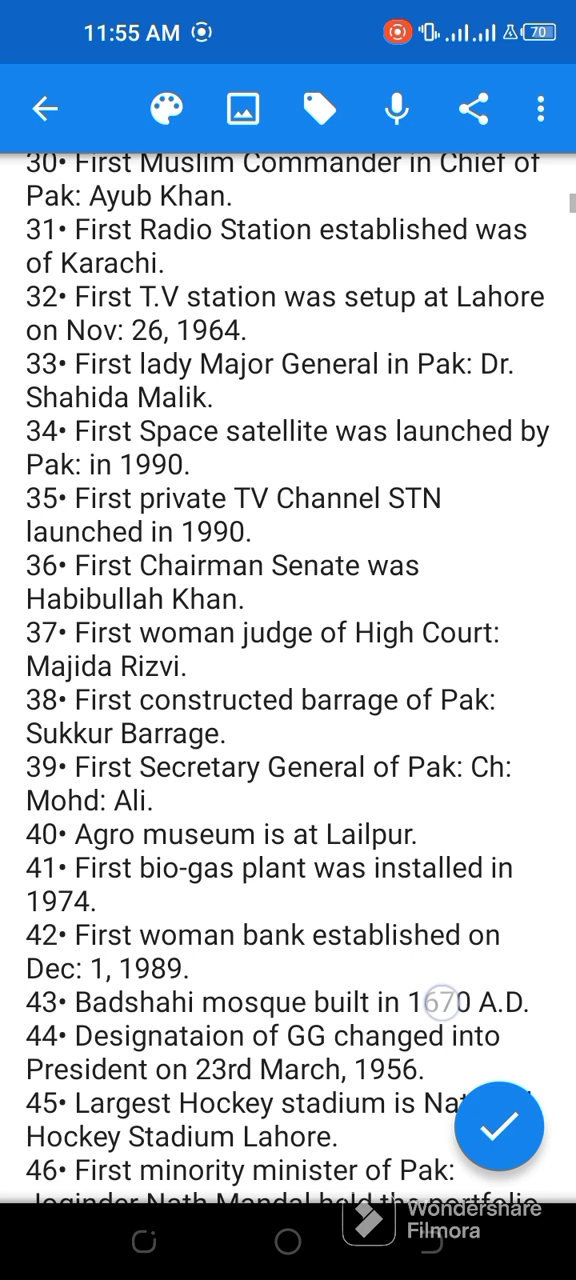 11:55 AM
70
30• First Muslim Commander in Chief of
Pak: Ayub Khan.
31• First Radio Station established was
of Karachi.
32• First T.V station was setup at Lahore
on Nov: 26, 1964.
33• First lady Major General in Pak: Dr.
Shahida Malik.
34• First Space satellite was launched by
Pak: in 1990.
35• First private TV Channel STN
launched in 1990.
36• First Chairman Senate was
Habibullah Khan.
37• First woman judge of High Court:
Majida Rizvi.
38• First constructed barrage of Pak:
Sukkur Barrage.
39• First Secretary General of Pak: Ch:
Mohd: Ali.
40• Agro museum is at Lailpur.
41• First bio-gas plant was installed in
1974.
42• First woman bank established on
Dec: 1, 1989.
43• Badshahi mosque built in 1670 A.D.
44• Designataion of GG changed into
President on 23rd March, 1956.
45• Largest Hockey stadium is
Hockey Stadium Lahore.
46• First minority minister of Pak:
Joginder Nath Mandal held the portfolio
Wondershare
Filmora